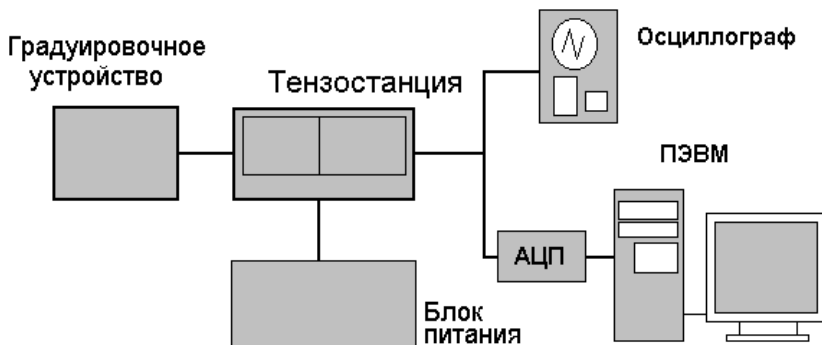 Градуировочное
устройство
Тензостанция
Осциллограф
ПЭВМ
АЦП
Блок
питания